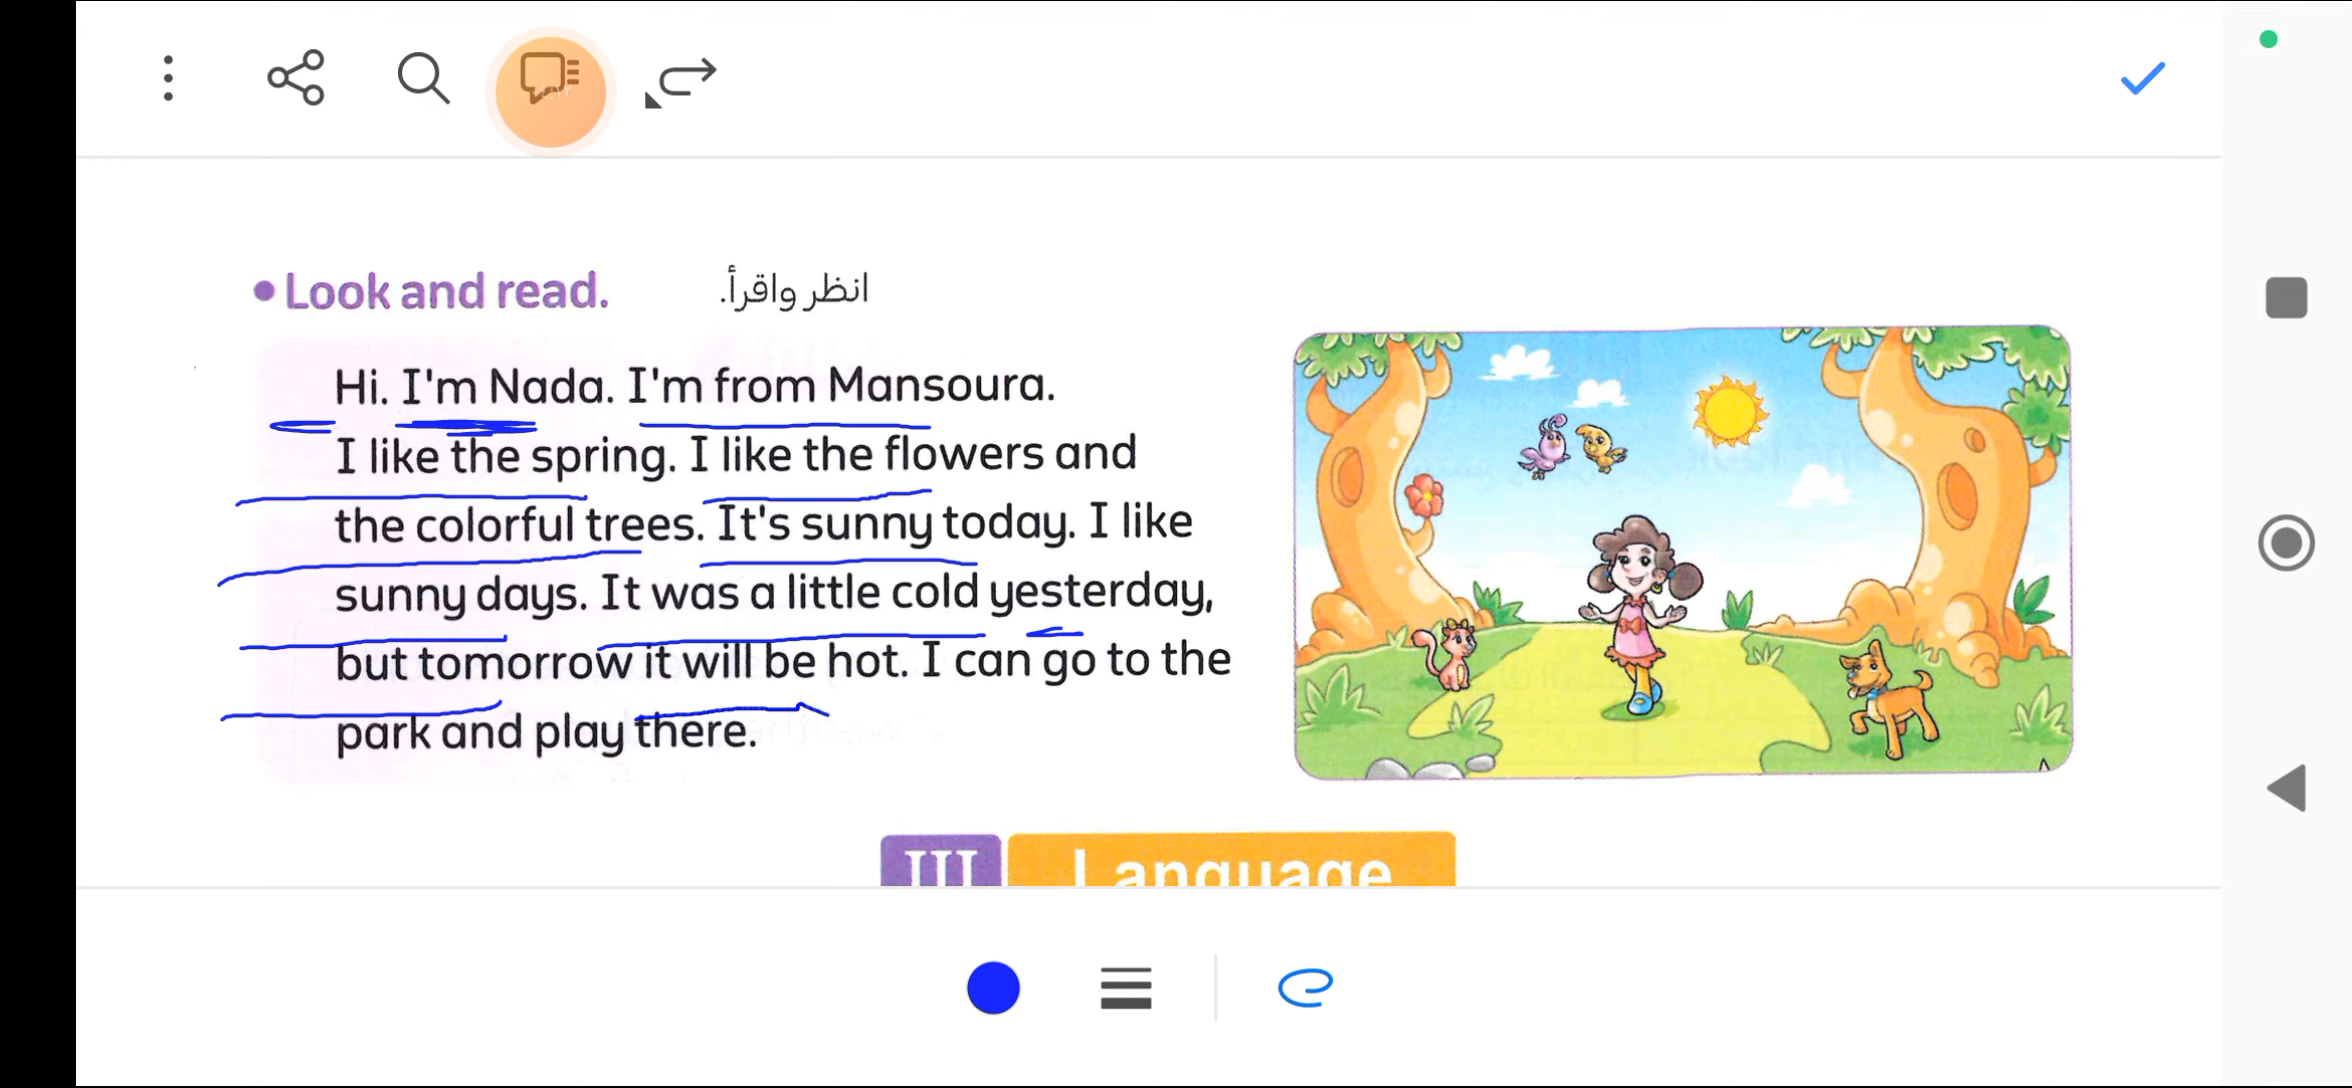 Look and read. انظر واقرأ.
Hi. I'm Nada. I'm from Mansoura.
I like the spring. I like the flowers and
the colorful trees. It's sunny today. I like
sunny days. It was a little cold yesterday,
but tomorrow it will be hot. I can go to the
park and play there.
III Language